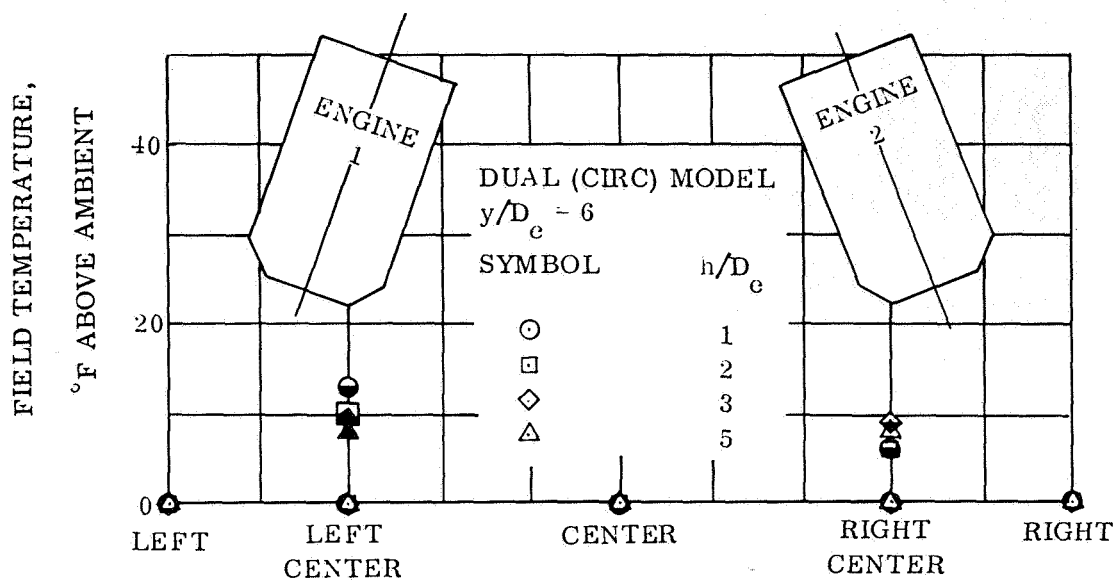 FIELD TEMPERATURE,
°F ABOVE AMBIENT
40
20
0
ENGINE
1
ENGINE
2
DUAL (CIRC) MODEL
y/De - 6
SYMBOL h/De
1
2
3
5
LEFT
LEFT
CENTER
CENTER
RIGHT
CENTER
RIGHT